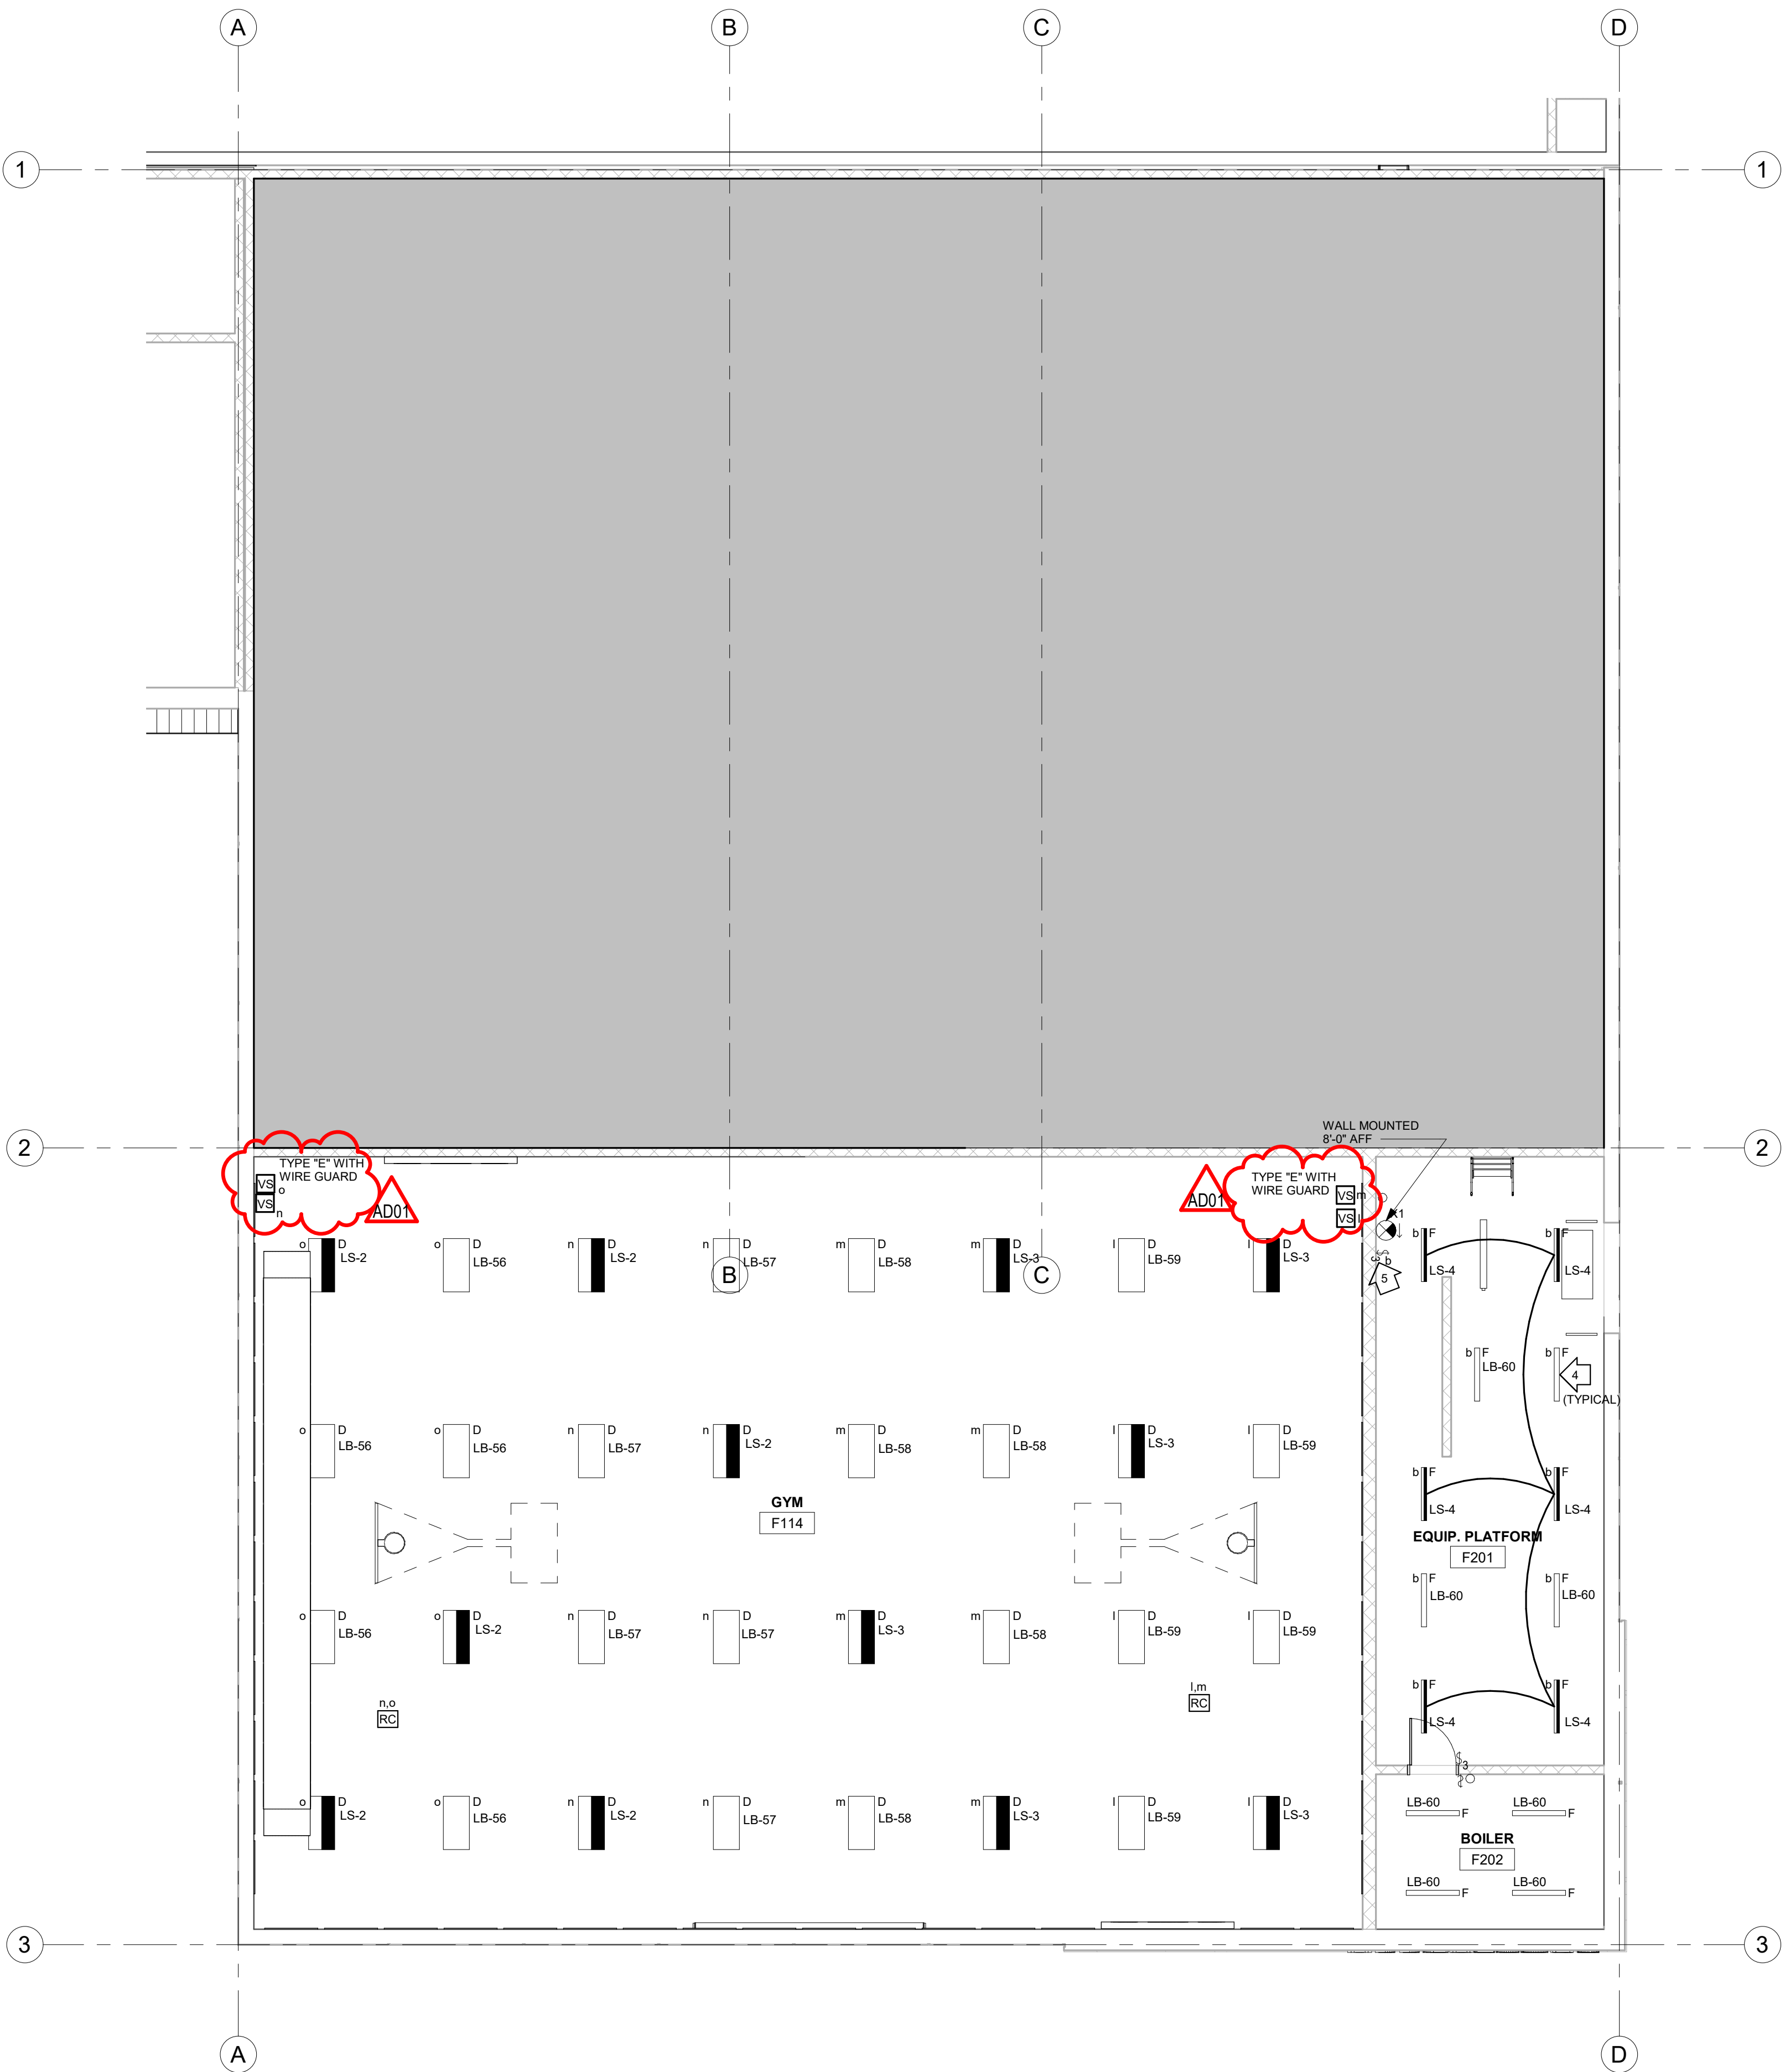 A B C D
1 1
2 2
WALL MOUNTED
8'-0" AFF
TYPE "E" WITH
WIRE GUARD
VS o
VS n
AD01
AD01
TYPE "E" WITH
WIRE GUARD
VS m
VS l
X1
3 b
5
o D LS-2
o D LB-56
n D LS-2
n D LB-57
m D LB-58
m D LS-3
l D LB-59
l D LS-3
B C
b F LS-4
b F LS-4
b F LB-60
b F
4
(TYPICAL)
o D LB-56
o D LB-56
n D LB-57
n D LS-2
m D LB-58
m D LB-58
l D LS-3
l D LB-59
b F LS-4
b F LS-4
GYM
F114
EQUIP. PLATFORM
F201
b F LB-60
b F LB-60
o D LB-56
o D LS-2
n D LB-57
n D LB-57
m D LS-3
m D LB-58
l D LB-59
l D LB-59
n,o
RC
l,m
RC
b F LS-4
b F LS-4
3
o D LS-2
o D LB-56
n D LS-2
n D LB-57
m D LB-58
m D LS-3
l D LB-59
l D LS-3
LB-60 F
LB-60 F
BOILER
F202
LB-60 F
LB-60 F
3 3
A D